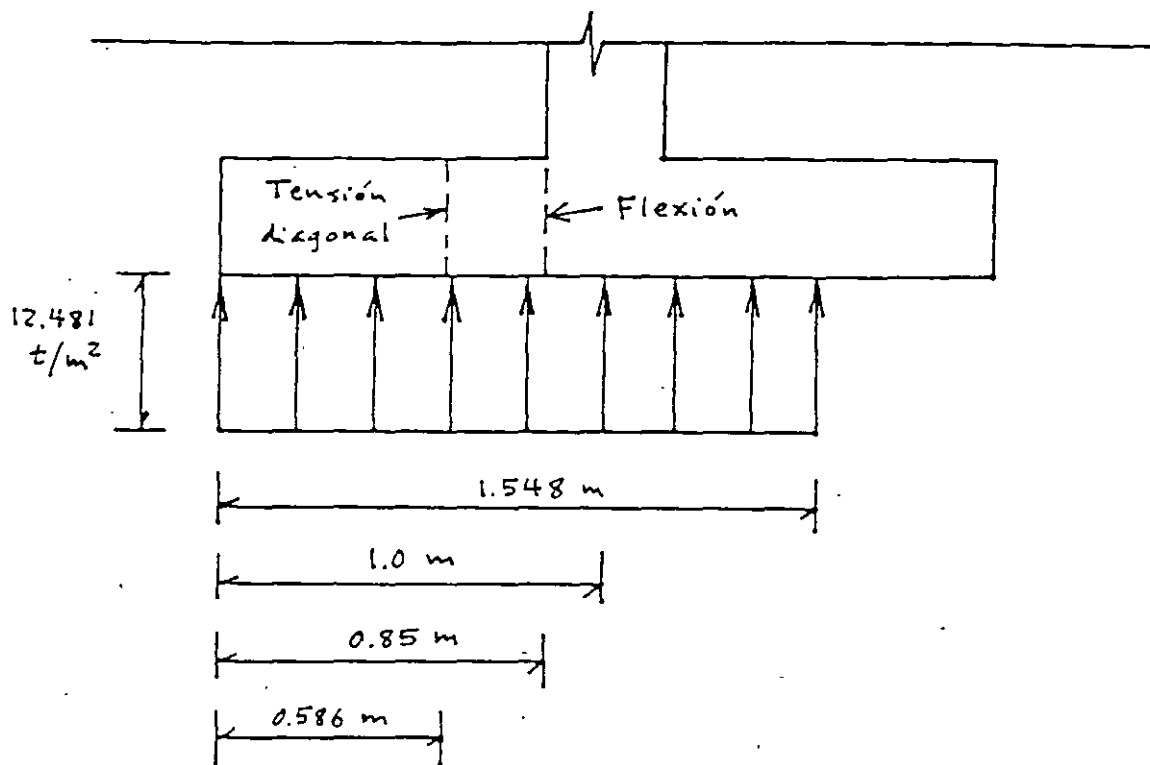 Tensión
diagonal
Flexión
12.481
t/m²
1.548 m
1.0 m
0.85 m
0.586 m